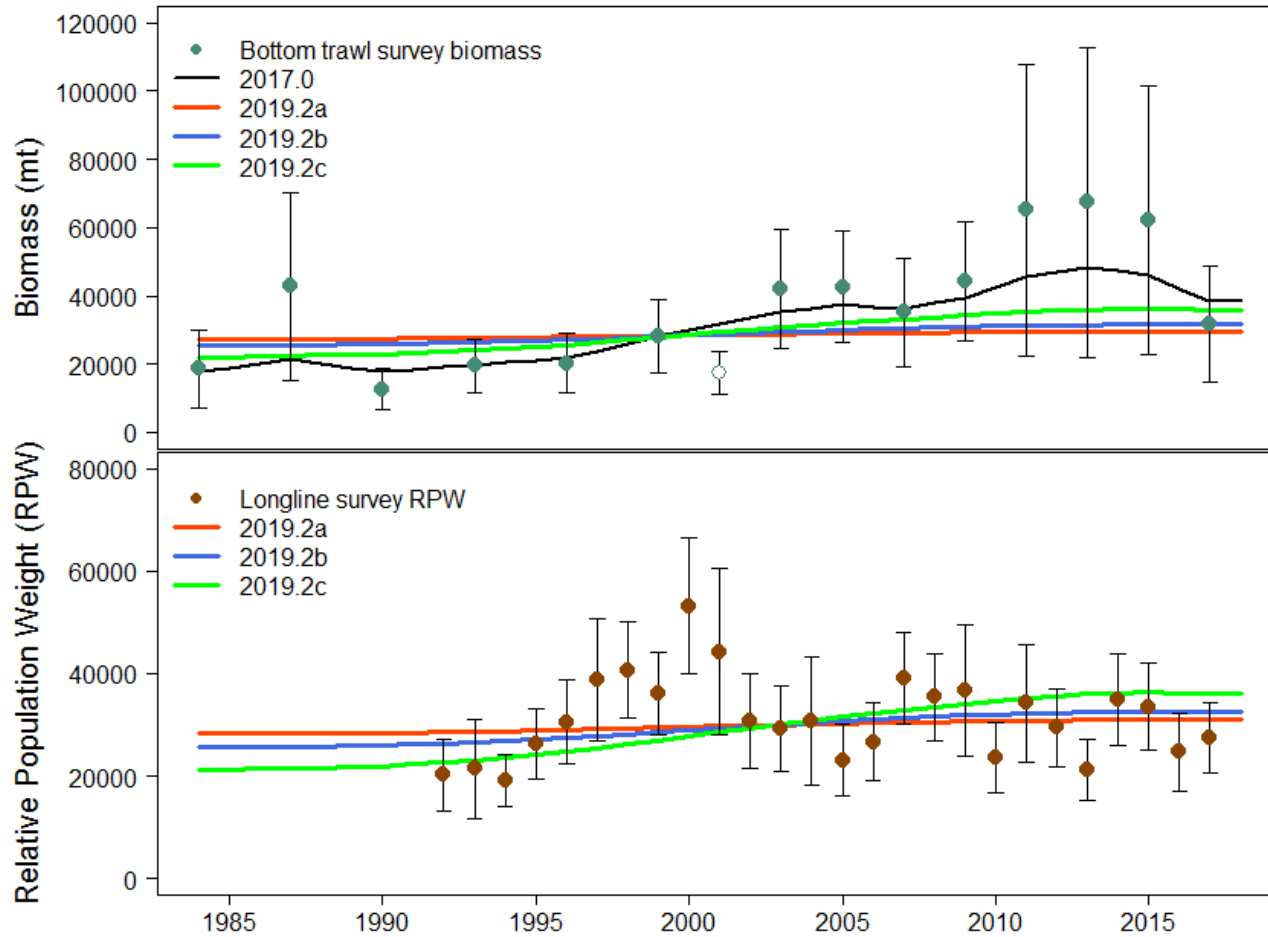 120000
100000
80000
60000
40000
20000
0
Biomass (mt)
Bottom trawl survey biomass
2017.0
2019.2a
2019.2b
2019.2c
80000
60000
40000
20000
0
Relative Population Weight (RPW)
Longline survey RPW
2019.2a
2019.2b
2019.2c
1985 1990 1995 2000 2005 2010 2015